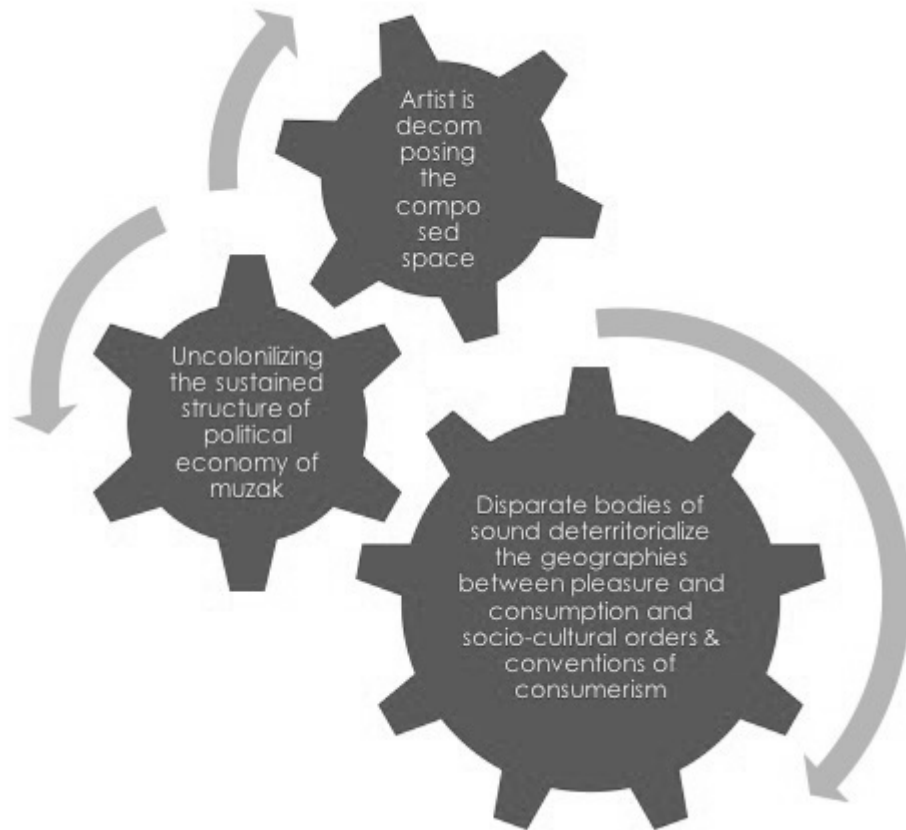 Artist is
decom
posing
the
compo
sed
space
Uncolonilizing
the sustained
structure of
political
economy of
muzak
Disparate bodies of
sound deterritorialize
the geographies
between pleasure and
consumption and
socio-cultural orders &
conventions of
consumerism